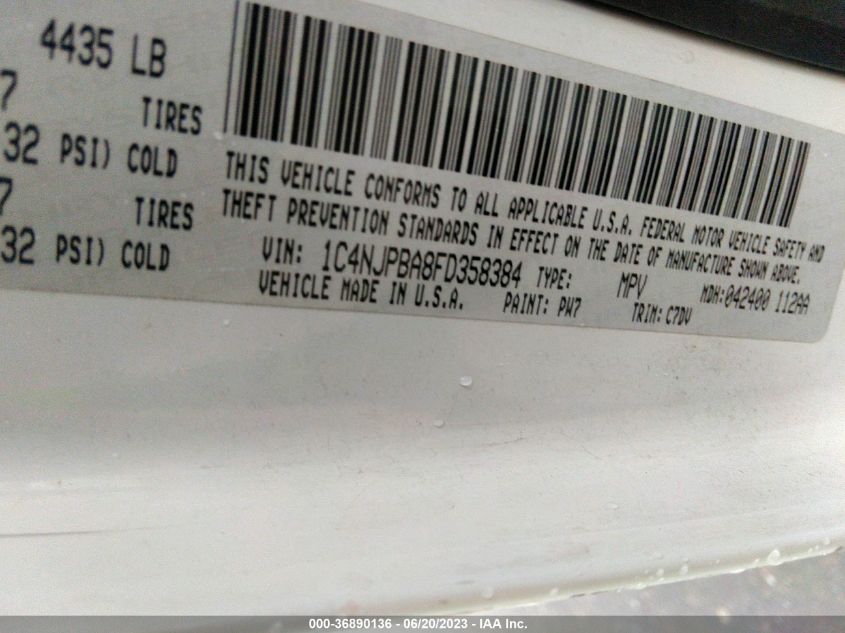 4435 LB
7
TIRES
32 PSI) COLD
7
TIRES
32 PSI) COLD
THIS VEHICLE CONFORMS TO ALL APPLICABLE U.S.A. FEDERAL MOTOR VEHICLE SAFETY AND
THEFT PREVENTION STANDARDS IN EFFECT ON THE DATE OF MANUFACTURE SHOWN ABOVE.
VIN: 1C4NJPBA8FD358384 TYPE: MPV MDH:042400 112AA
VEHICLE MADE IN U.S.A. PAINT: PW7 TRIM: C7DV
000-36890136 - 06/20/2023 - IAA Inc.